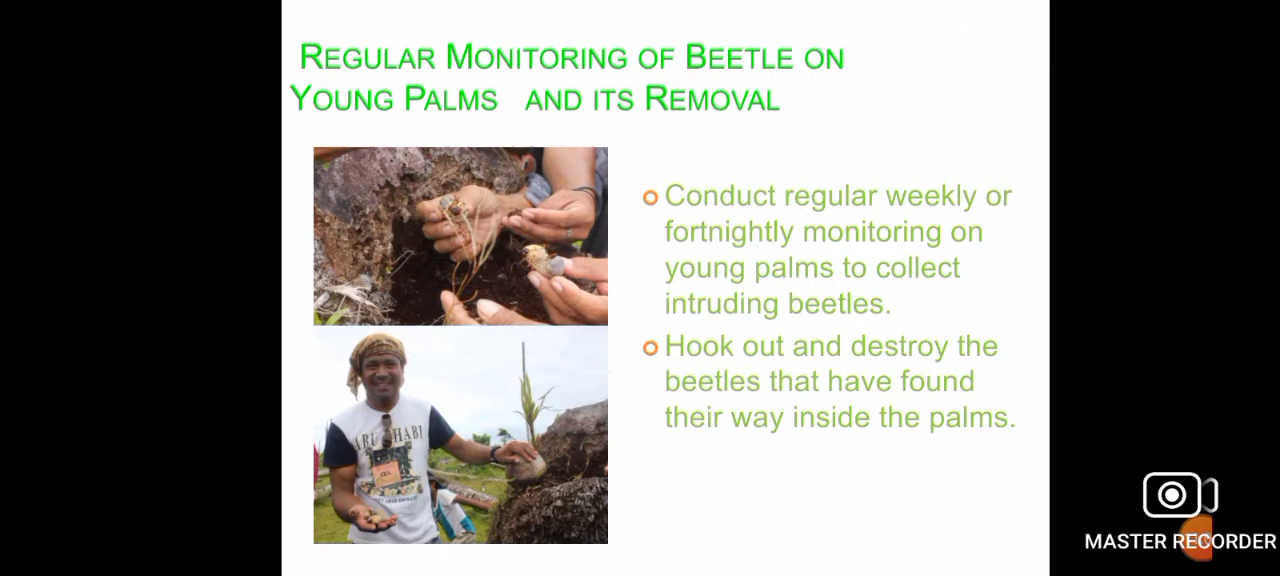 REGULAR MONITORING OF BEETLE ON
YOUNG PALMS AND ITS REMOVAL
Conduct regular weekly or
fortnightly monitoring on
young palms to collect
intruding beetles.
Hook out and destroy the
beetles that have found
their way inside the palms.
ABU DHABI
MASTER RECORDER